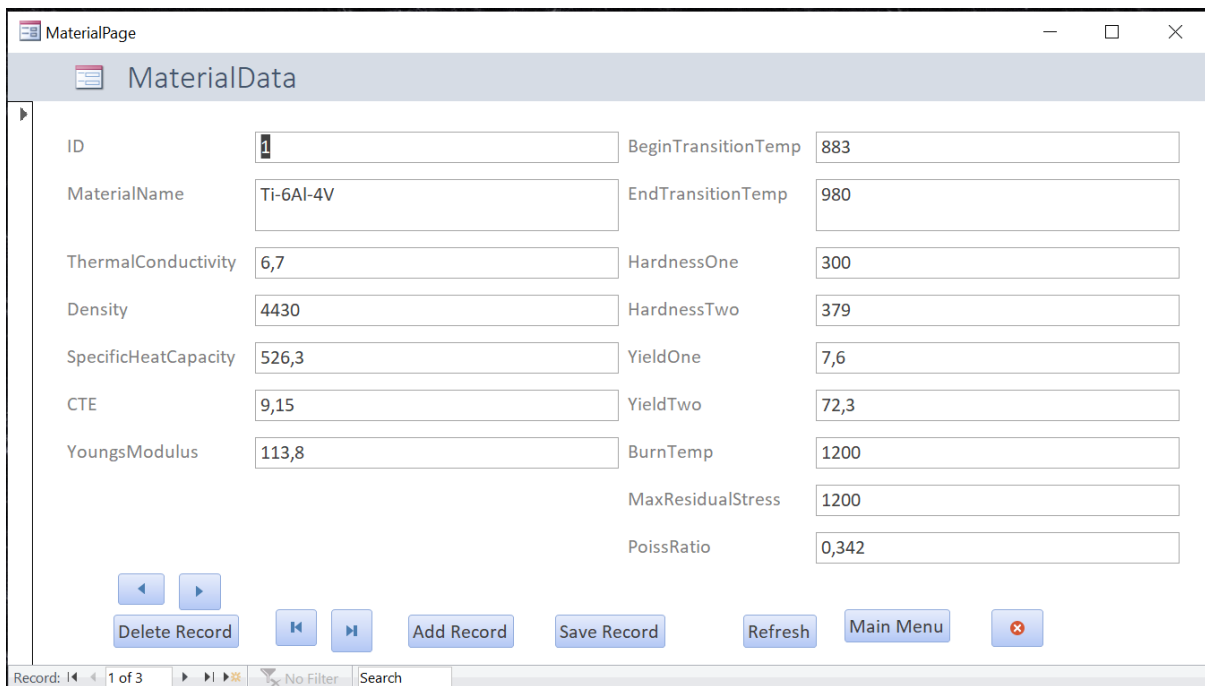 MaterialPage
MaterialData
ID 1 BeginTransitionTemp 883
MaterialName Ti-6Al-4V EndTransitionTemp 980
ThermalConductivity 6,7 HardnessOne 300
Density 4430 HardnessTwo 379
SpecificHeatCapacity 526,3 YieldOne 7,6
CTE 9,15 YieldTwo 72,3
YoungsModulus 113,8 BurnTemp 1200
MaxResidualStress 1200
PoissRatio 0,342
Delete Record Add Record Save Record Refresh Main Menu
Record: 1 of 3 No Filter Search